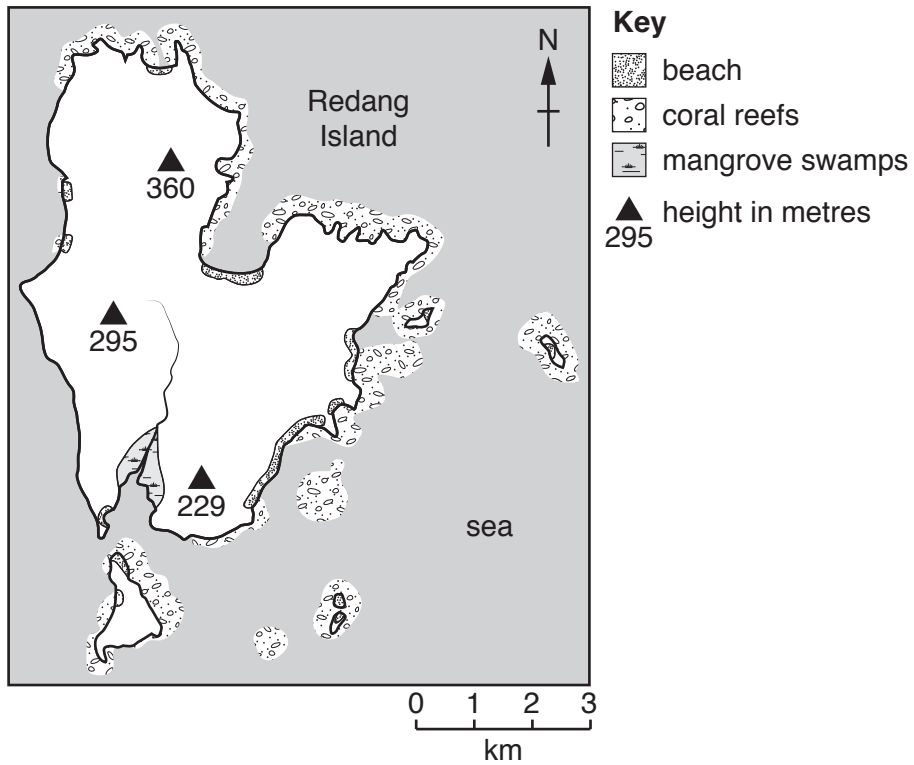 N
Redang
Island
360
295
229
sea
Key
beach
coral reefs
mangrove swamps
height in metres
295
0 1 2 3
km